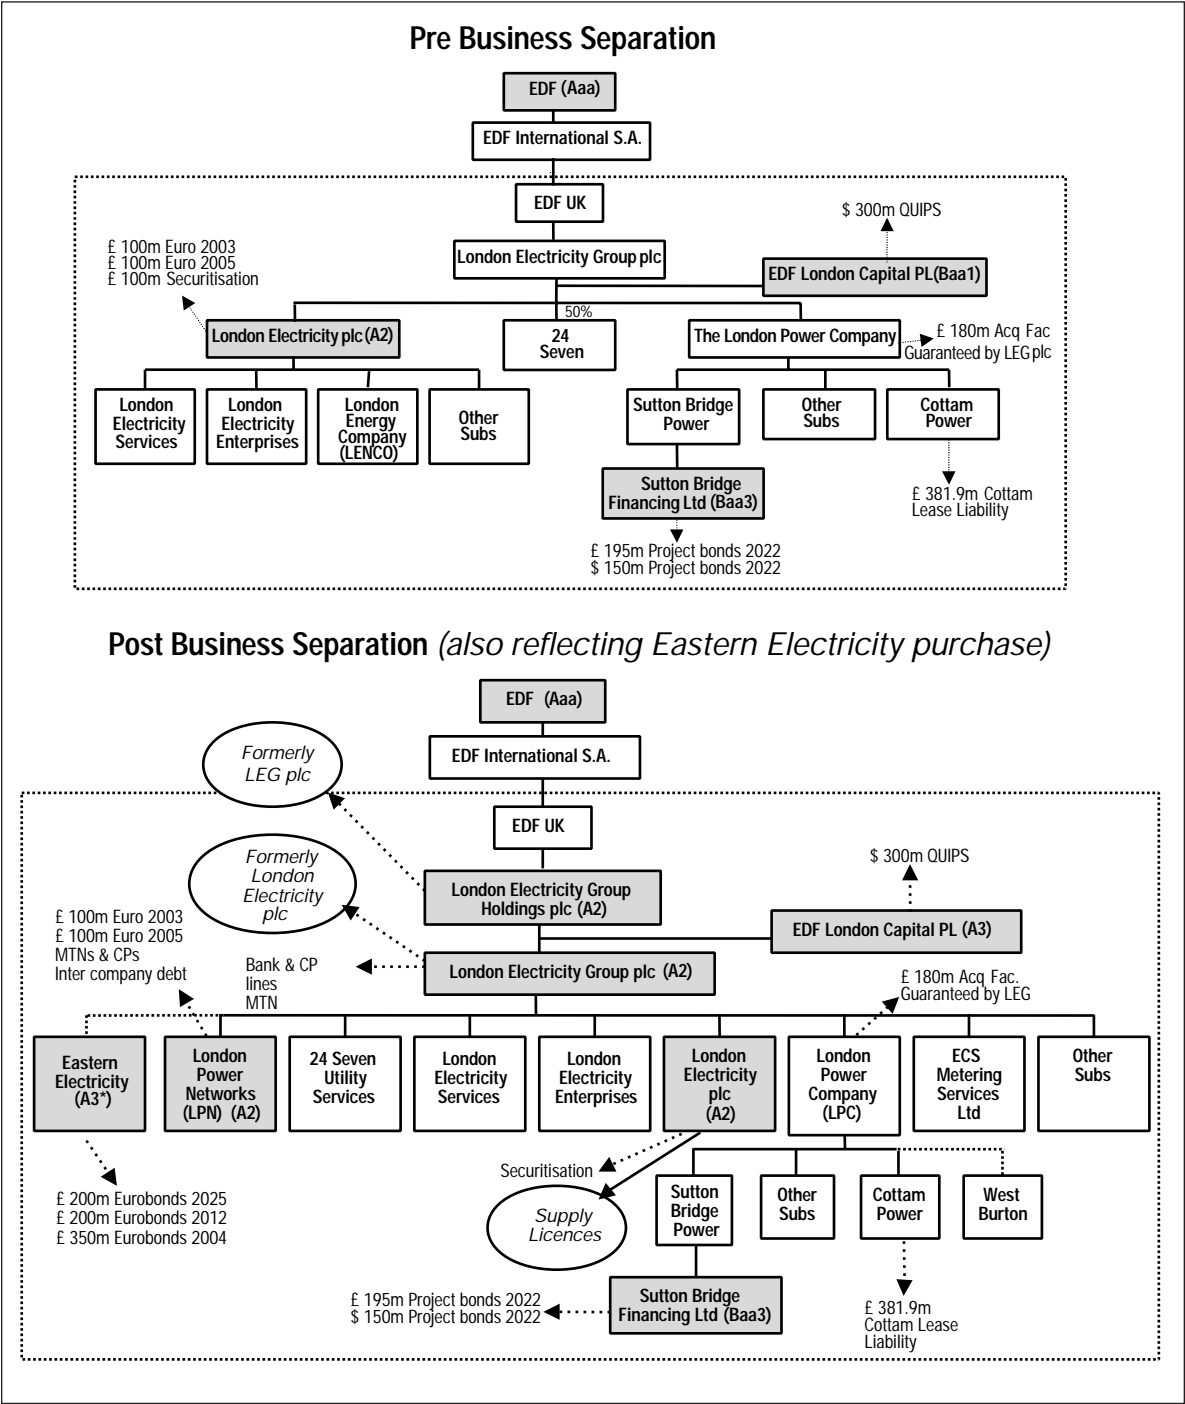 Pre Business Separation
EDF (Aaa)
EDF International S.A.
EDF UK
$ 300m QUIPS
London Electricity Group plc
£ 100m Euro 2003
£ 100m Euro 2005
£ 100m Securitisation
EDF London Capital PL(Baa1)
50%
London Electricity plc (A2)
24
Seven
The London Power Company
£ 180m Acq Fac
Guaranteed by LEG plc
London
Electricity
Services
London
Electricity
Enterprises
London
Energy
Company
(LENCO)
Other
Subs
Sutton Bridge
Power
Other
Subs
Cottam
Power
Sutton Bridge
Financing Ltd (Baa3)
£ 381.9m Cottam
Lease Liability
£ 195m Project bonds 2022
$ 150m Project bonds 2022
Post Business Separation (also reflecting Eastern Electricity purchase)
EDF (Aaa)
Formerly
LEG plc
EDF International S.A.
EDF UK
Formerly
London
Electricity
plc
$ 300m QUIPS
London Electricity Group
Holdings plc (A2)
£ 100m Euro 2003
£ 100m Euro 2005
MTNs & CPs
Inter company debt
EDF London Capital PL (A3)
Bank & CP
lines
MTN
London Electricity Group plc (A2)
£ 180m Acq Fac.
Guaranteed by LEG
Eastern
Electricity
(A3*)
London
Power
Networks
(LPN) (A2)
24 Seven
Utility
Services
London
Electricity
Services
London
Electricity
Enterprises
London
Electricity
plc
(A2)
London
Power
Company
(LPC)
ECS
Metering
Services
Ltd
Other
Subs
Securitisation
£ 200m Eurobonds 2025
£ 200m Eurobonds 2012
£ 350m Eurobonds 2004
Supply
Licences
Sutton
Bridge
Power
Other
Subs
Cottam
Power
West
Burton
£ 195m Project bonds 2022
$ 150m Project bonds 2022
Sutton Bridge
Financing Ltd (Baa3)
£ 381.9m
Cottam Lease
Liability